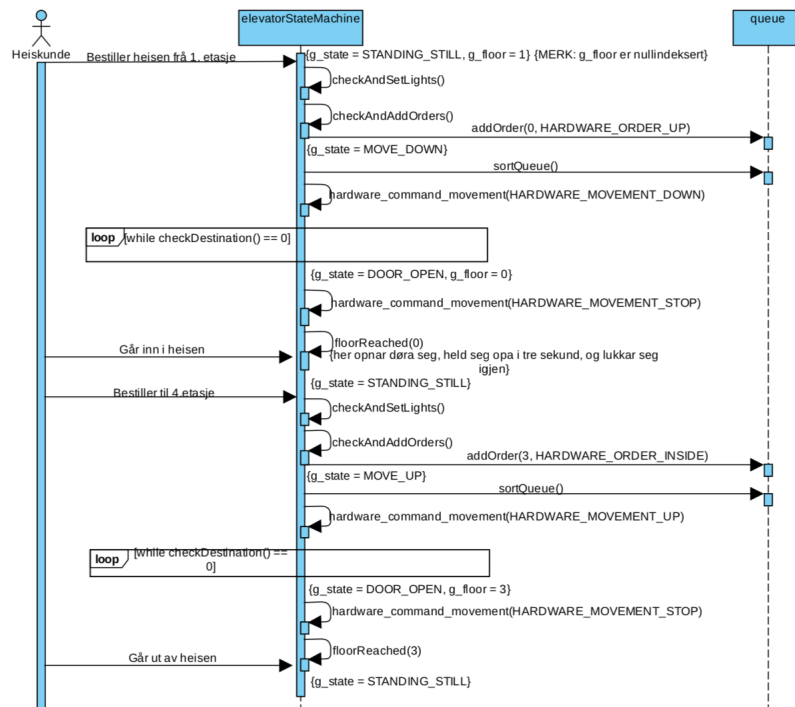 elevatorStateMachine
queue
Heiskunde
Bestiller heisen frå 1. etasje
{g_state = STANDING_STILL, g_floor = 1} {MERK: g_floor er nullindeksert}
checkAndSetLights()
checkAndAddOrders()
addOrder(0, HARDWARE_ORDER_UP)
{g_state = MOVE_DOWN}
sortQueue()
hardware_command_movement(HARDWARE_MOVEMENT_DOWN)
loop [while checkDestination() == 0]
{g_state = DOOR_OPEN, g_floor = 0}
hardware_command_movement(HARDWARE_MOVEMENT_STOP)
floorReached(0)
Går inn i heisen
{her opnar døra seg, held seg opa i tre sekund, og lukkar seg
igjen}
{g_state = STANDING_STILL}
Bestiller til 4.etasje
checkAndSetLights()
checkAndAddOrders()
addOrder(3, HARDWARE_ORDER_INSIDE)
{g_state = MOVE_UP}
sortQueue()
hardware_command_movement(HARDWARE_MOVEMENT_UP)
loop [while checkDestination() ==
0]
{g_state = DOOR_OPEN, g_floor = 3}
hardware_command_movement(HARDWARE_MOVEMENT_STOP)
floorReached(3)
Går ut av heisen
{g_state = STANDING_STILL}